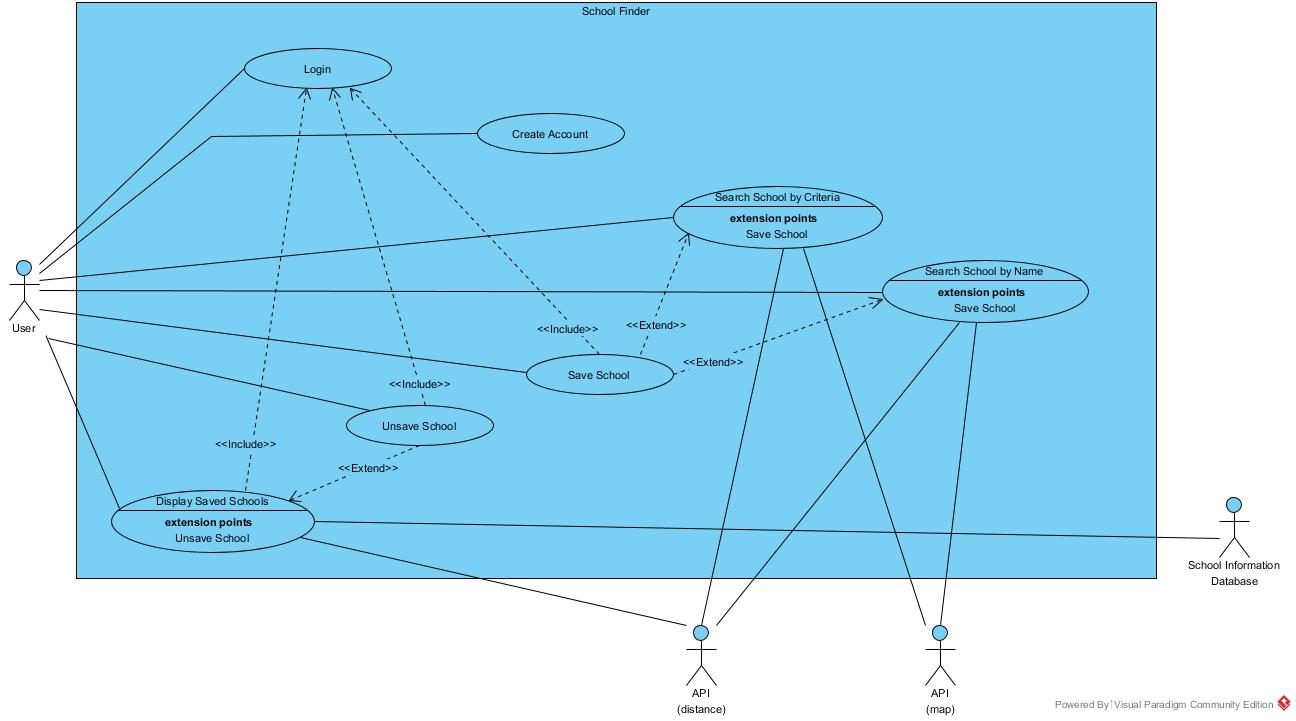 School Finder
Login
Create Account
Search School by Criteria
extension points
Save School
Search School by Name
extension points
Save School
User
<<Include>>
<<Extend>>
<<Extend>>
Save School
<<Include>>
Unsave School
<<Include>>
<<Extend>>
Display Saved Schools
extension points
Unsave School
School Information
Database
API
(distance)
API
(map)
Powered By Visual Paradigm Community Edition